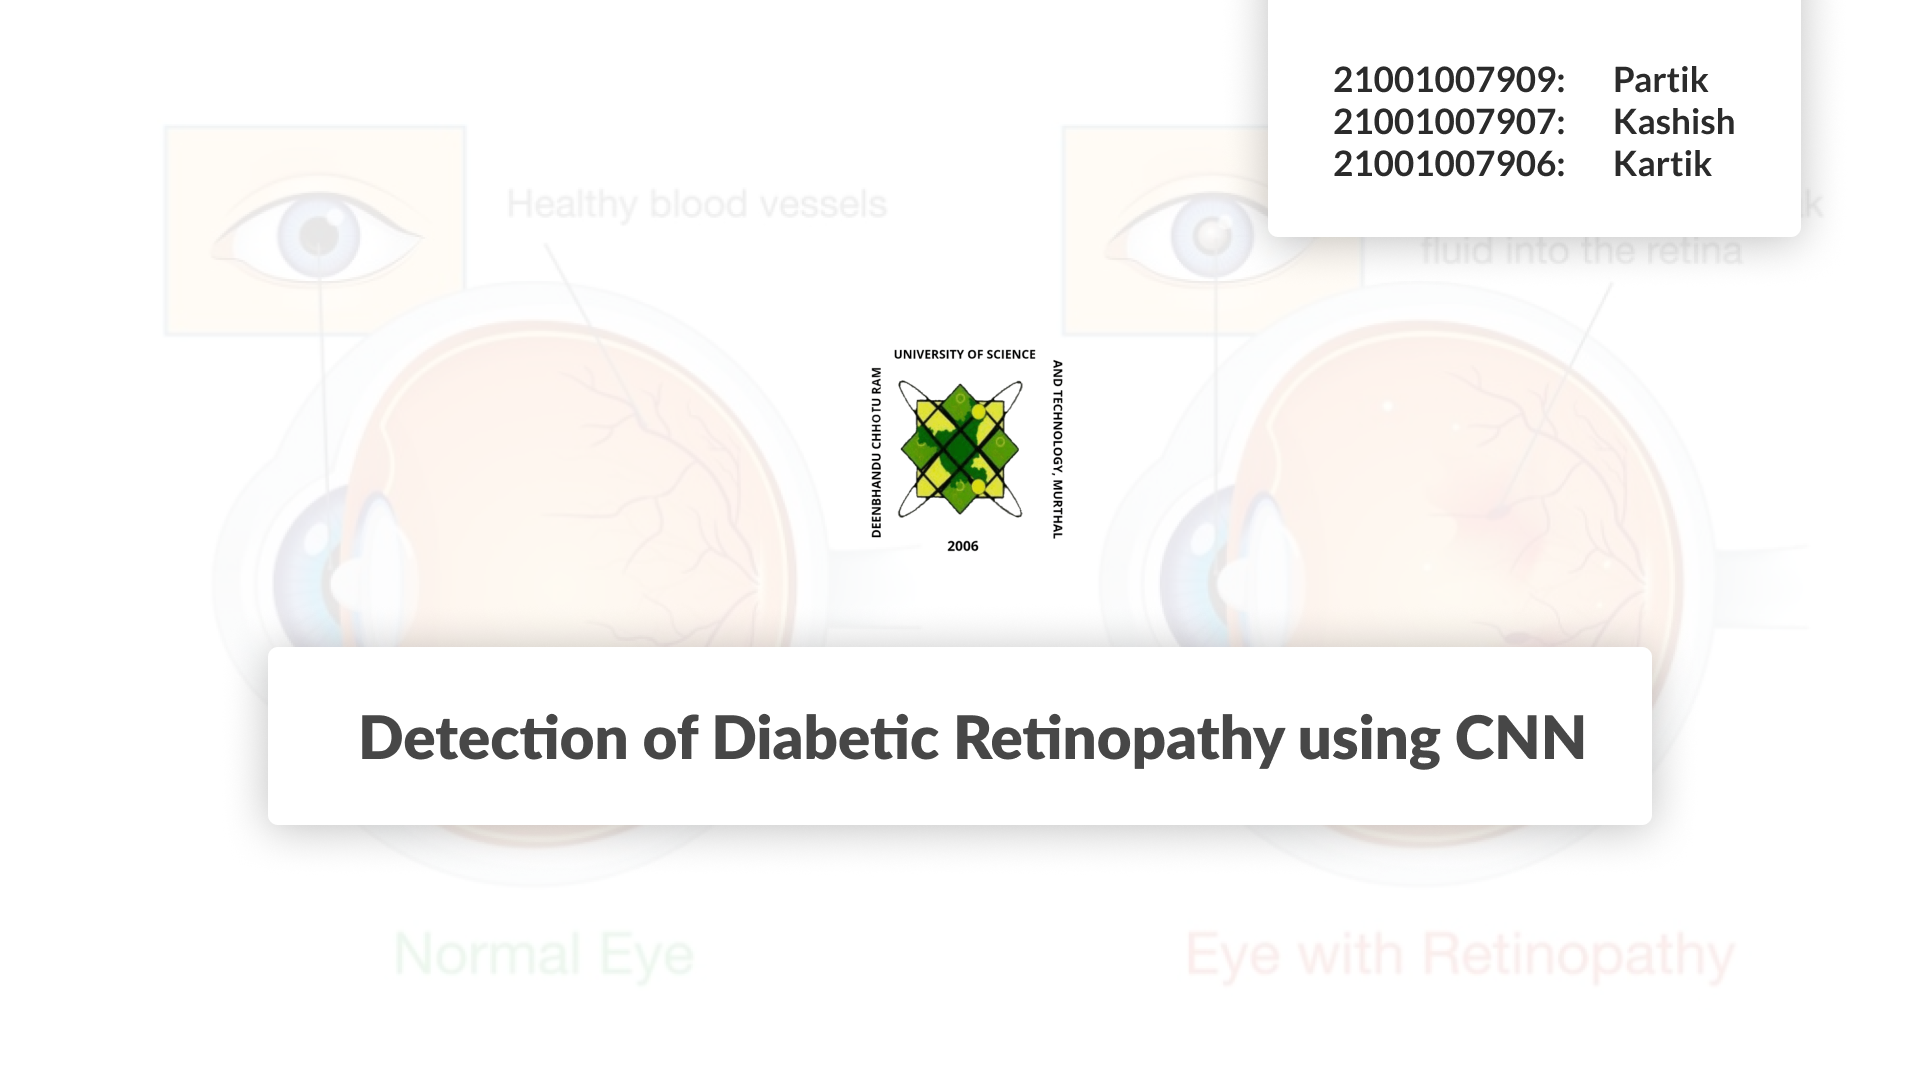 21001007909: Partik
21001007907: Kashish
21001007906: Kartik
Healthy blood vessels
fluid into the retina
UNIVERSITY OF SCIENCE
DEENBHANDU CHHOTU RAM
AND TECHNOLOGY, MURTHAL
2006
Detection of Diabetic Retinopathy using CNN
Normal Eye
Eye with Retinopathy